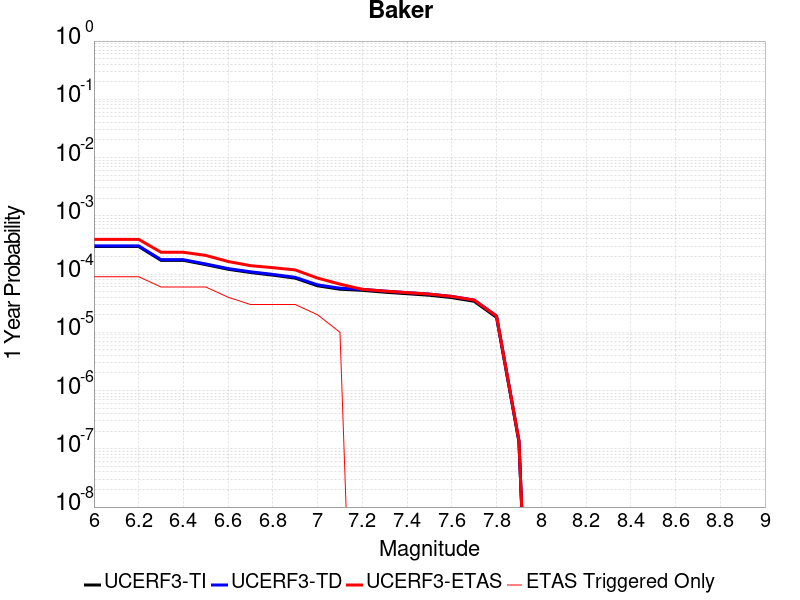 Baker
10^0
10^-1
10^-2
10^-3
10^-4
10^-5
10^-6
10^-7
10^-8
1 Year Probability
6 6.2 6.4 6.6 6.8 7 7.2 7.4 7.6 7.8 8 8.2 8.4 8.6 8.8 9
Magnitude
UCERF3-TI UCERF3-TD UCERF3-ETAS ETAS Triggered Only